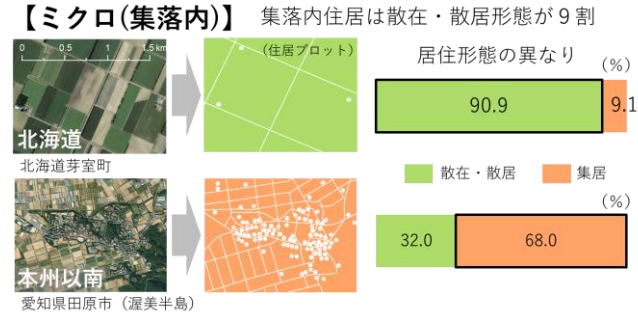 【ミクロ(集落内)】 集落内住居は散在・散居形態が9割
0 0.5 1 1.5 km
(住居プロット)
居住形態の異なり
(%)
90.9 9.1
北海道
北海道芽室町
散在・散居 集居
(%)
32.0 68.0
本州以南
愛知県田原市（渥美半島）